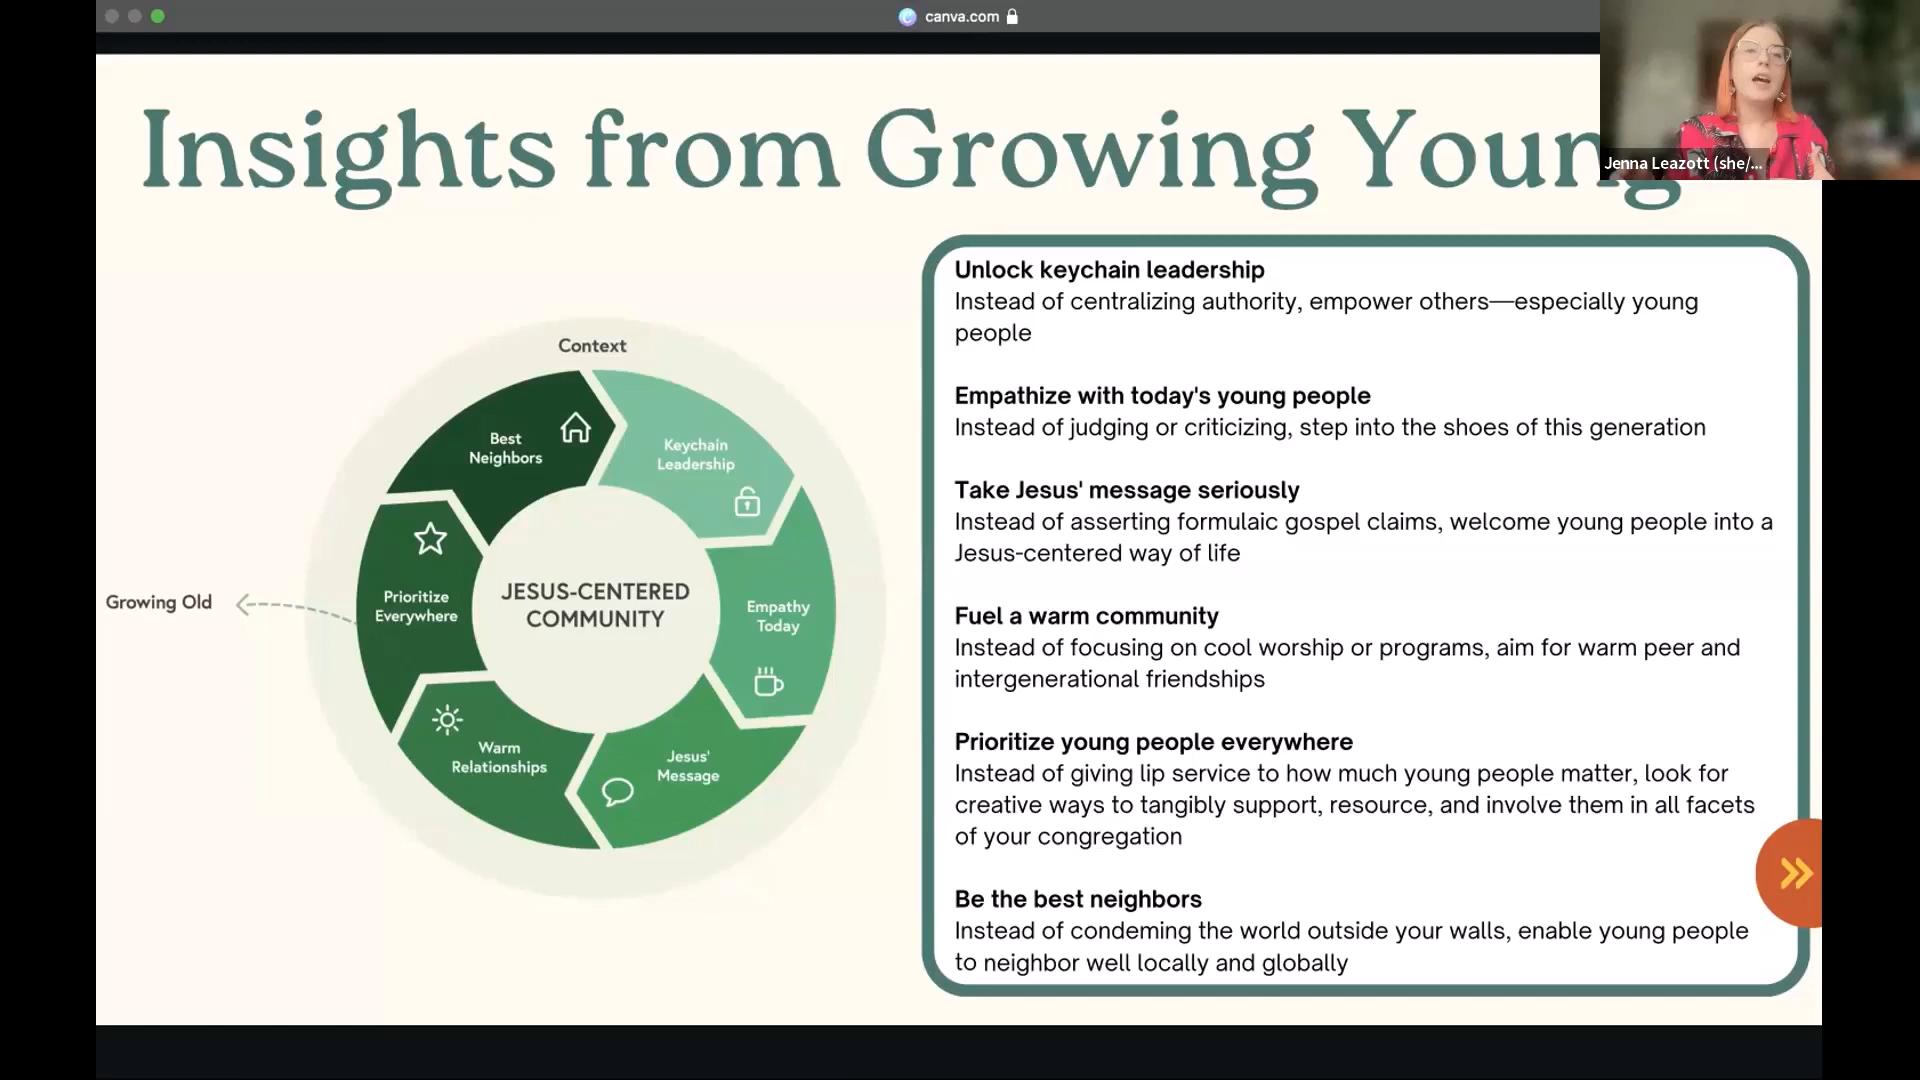 canva.com
Insights from Growing Young
Jenna Leazott (she/...
Context
Best
Neighbors
Keychain
Leadership
Prioritize
Everywhere
JESUS-CENTERED
COMMUNITY
Empathy
Today
Growing Old
Warm
Relationships
Jesus'
Message
Unlock keychain leadership
Instead of centralizing authority, empower others—especially young
people
Empathize with today's young people
Instead of judging or criticizing, step into the shoes of this generation
Take Jesus' message seriously
Instead of asserting formulaic gospel claims, welcome young people into a
Jesus-centered way of life
Fuel a warm community
Instead of focusing on cool worship or programs, aim for warm peer and
intergenerational friendships
Prioritize young people everywhere
Instead of giving lip service to how much young people matter, look for
creative ways to tangibly support, resource, and involve them in all facets
of your congregation
Be the best neighbors
Instead of condeming the world outside your walls, enable young people
to neighbor well locally and globally